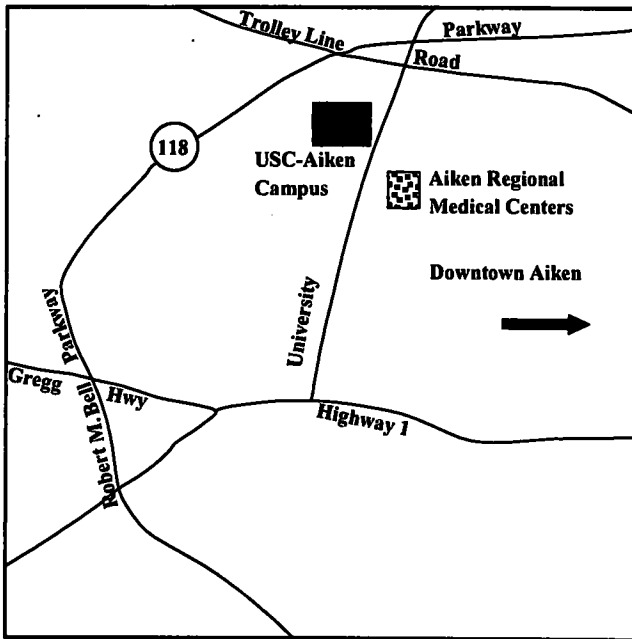 Trolley Line
Road
Parkway
118
USC-Aiken
Campus
Aiken Regional
Medical Centers
Downtown Aiken
University
Parkway
Gregg
Hwy
Robert M. Bell
Highway 1